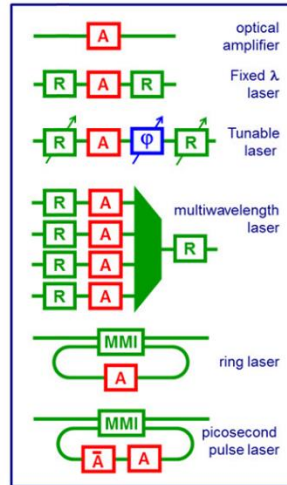 A
optical
amplifier
R A R
Fixed λ
laser
R A φ R
Tunable
laser
R A
R A
R A
R A
R
multiwavelength
laser
MMI
A
ring laser
MMI
Ā A
picosecond
pulse laser